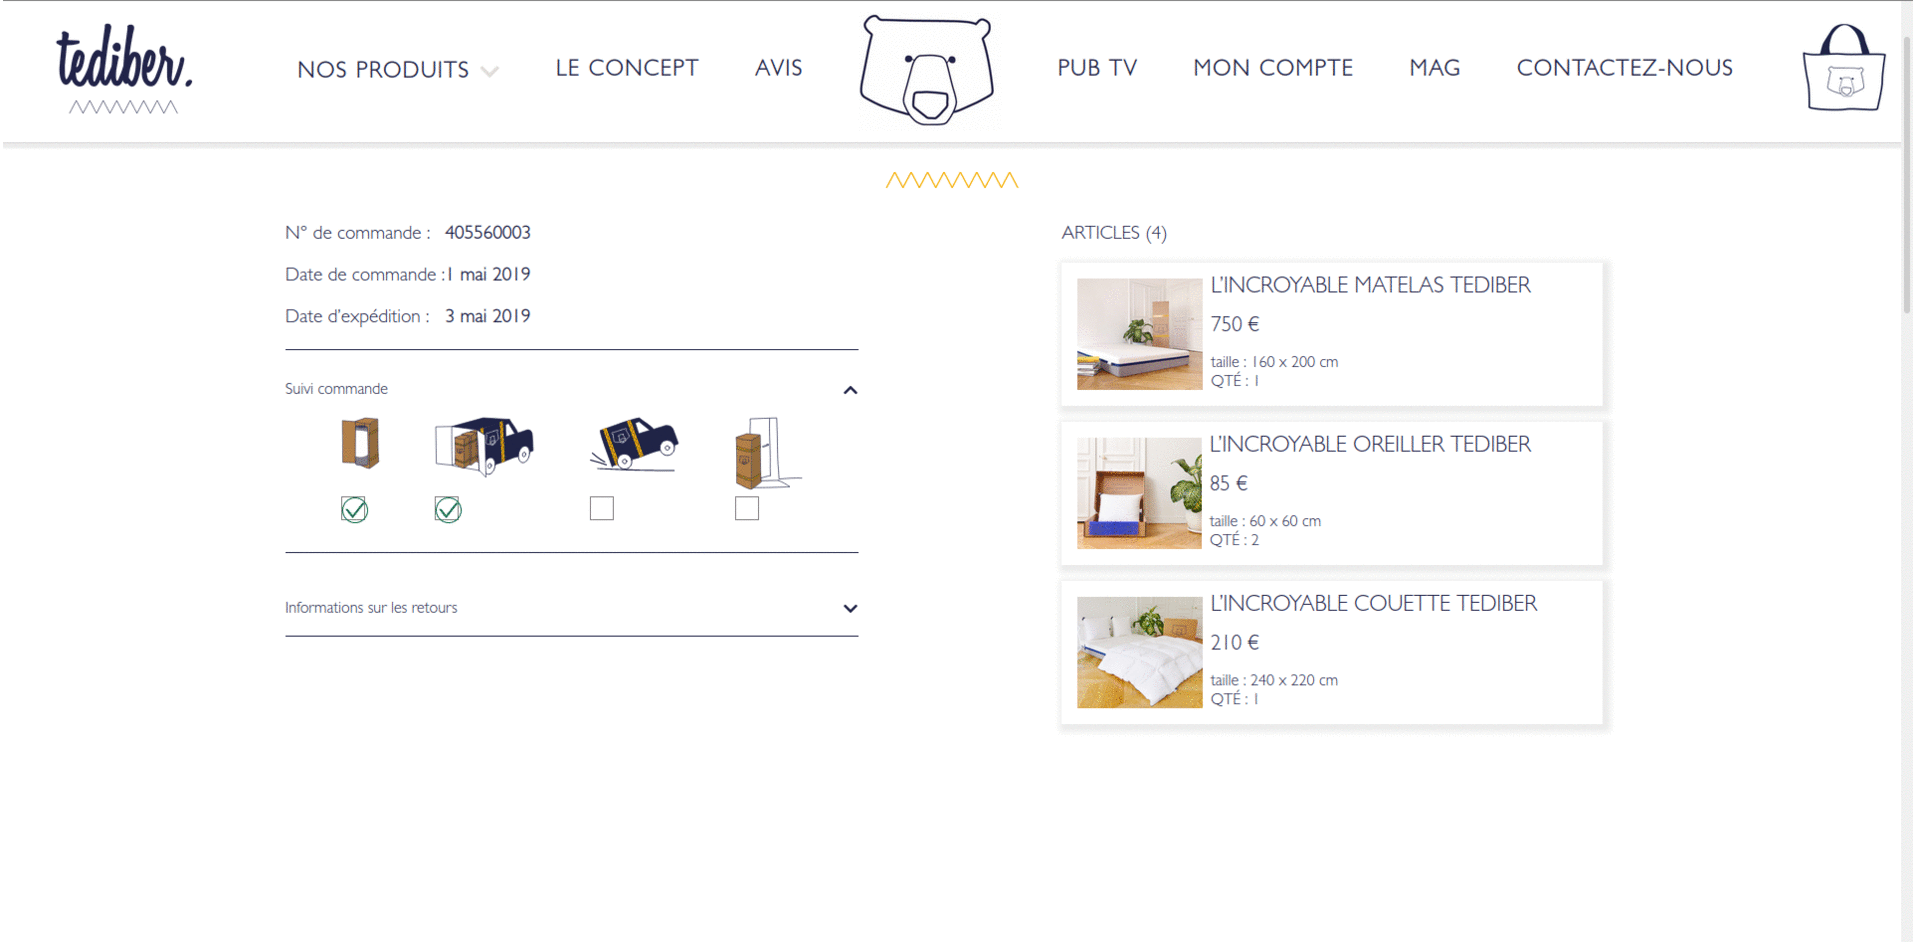 tediber.
NOS PRODUITS
LE CONCEPT
AVIS
PUB TV
MON COMPTE
MAG
CONTACTEZ-NOUS
N° de commande : 405560003
Date de commande :1 mai 2019
Date d'expédition : 3 mai 2019
Suivi commande
Informations sur les retours
ARTICLES (4)
L'INCROYABLE MATELAS TEDIBER
750 €
taille : 160 x 200 cm
QTÉ : 1
L'INCROYABLE OREILLER TEDIBER
85 €
taille : 60 x 60 cm
QTÉ : 2
L'INCROYABLE COUETTE TEDIBER
210 €
taille : 240 x 220 cm
QTÉ : 1